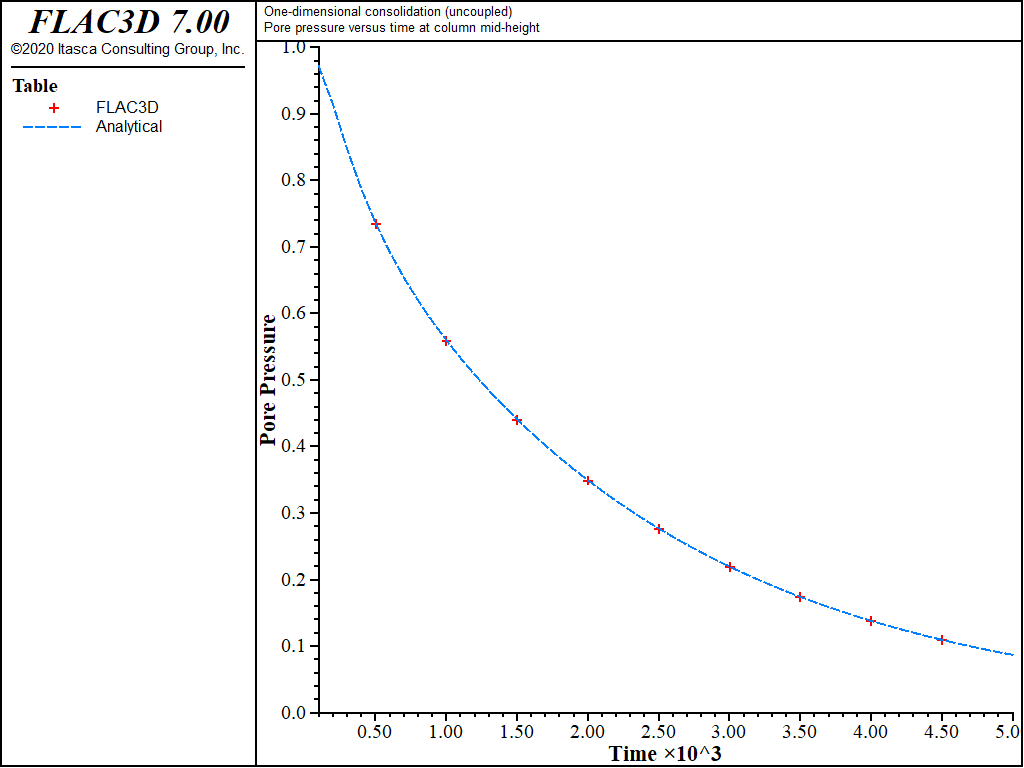 FLAC3D 7.00
©2020 Itasca Consulting Group, Inc.
Table
FLAC3D
Analytical
One-dimensional consolidation (uncoupled)
Pore pressure versus time at column mid-height
1.0
0.9
0.8
0.7
0.6
0.5
0.4
0.3
0.2
0.1
0.0
Pore Pressure
0.50 1.00 1.50 2.00 2.50 3.00 3.50 4.00 4.50 5.0
Time ×10^3